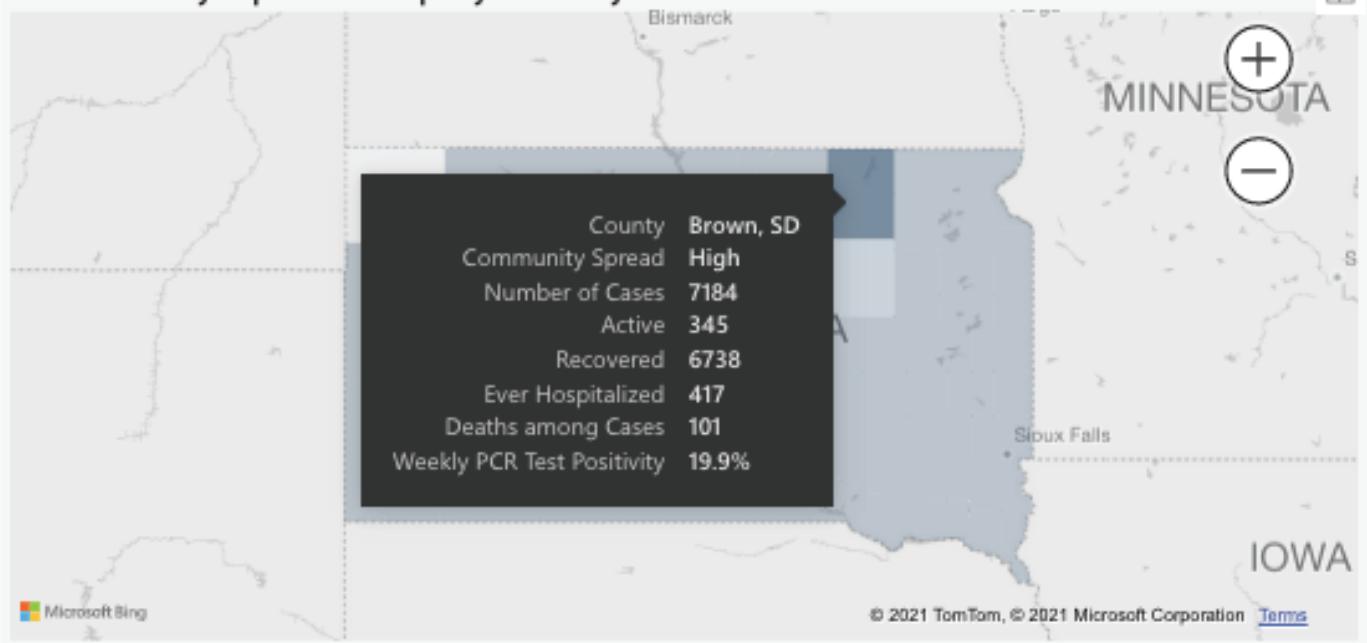 Bismarck
MINNESOTA
County Brown, SD
Community Spread High
Number of Cases 7184
Active 345
Recovered 6738
Ever Hospitalized 417
Deaths among Cases 101
Weekly PCR Test Positivity 19.9%
A
S
L
Sioux Falls
IOWA
Microsoft Bing
© 2021 TomTom, © 2021 Microsoft Corporation Terms